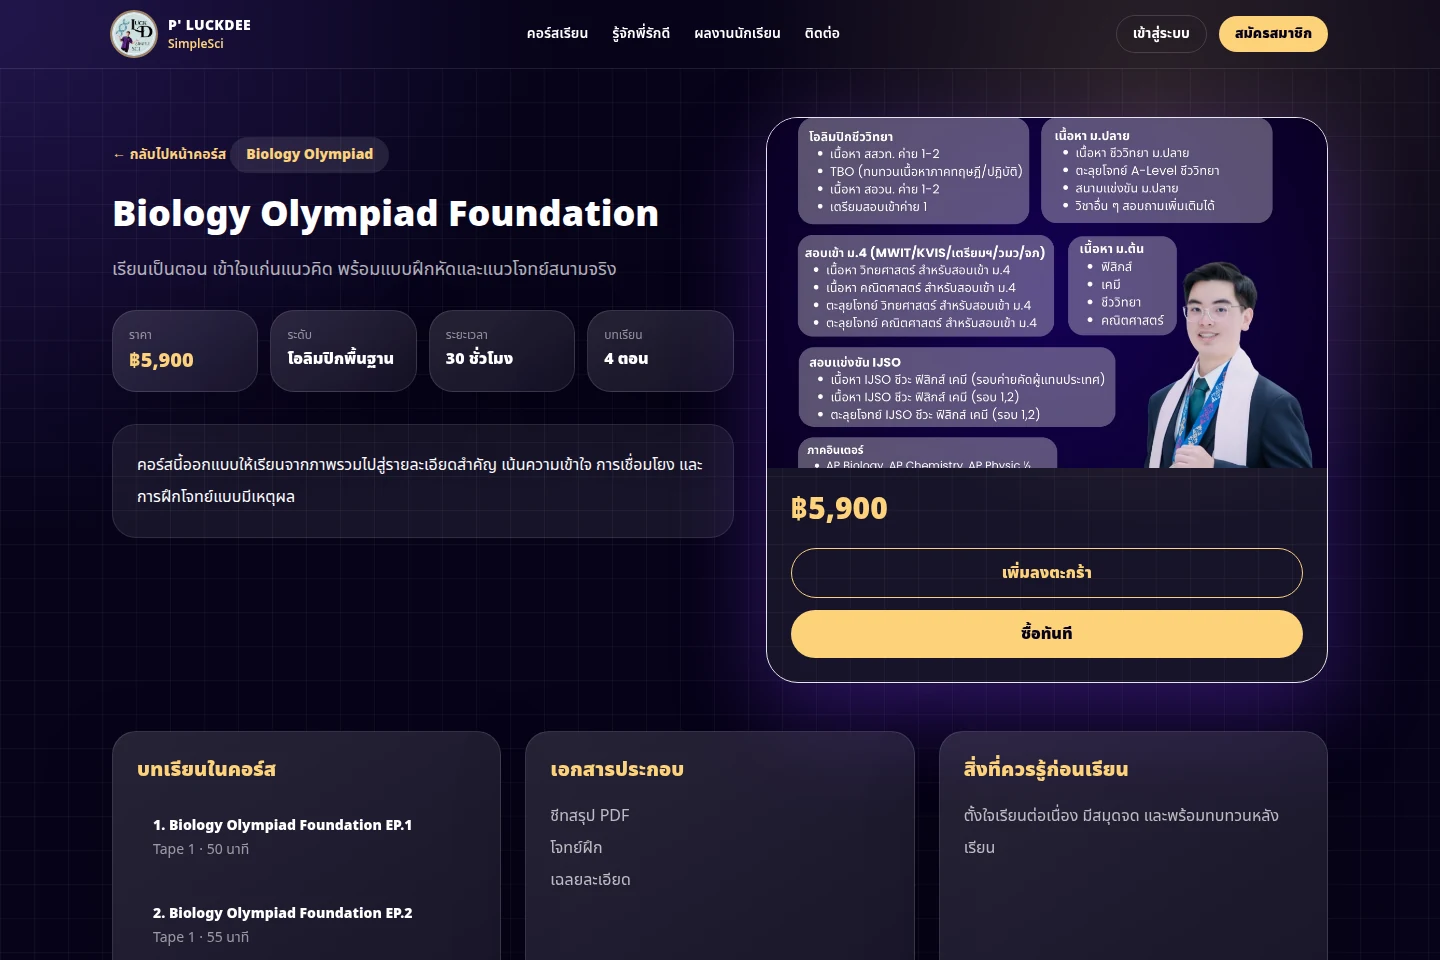 P' LUCKDEE
SimpleSci
คอร์สเรียน
รู้จักพี่รักดี
ผลงานนักเรียน
ติดต่อ
เข้าสู่ระบบ
สมัครสมาชิก
← กลับไปหน้าคอร์ส
Biology Olympiad
Biology Olympiad Foundation
เรียนเป็นตอน เข้าใจแก่นแนวคิด พร้อมแบบฝึกหัดและแนวโจทย์สนามจริง
ราคา
฿5,900
ระดับ
โอลิมปิกพื้นฐาน
ระยะเวลา
30 ชั่วโมง
บทเรียน
4 ตอน
คอร์สนี้ออกแบบให้เรียนจากภาพรวมไปสู่รายละเอียดสำคัญ เน้นความเข้าใจ การเชื่อมโยง และ
การฝึกโจทย์แบบมีเหตุผล
โอลิมปิกชีววิทยา
• เนื้อหา สสวท. ค่าย 1-2
• TBO (ทบทวนเนื้อหาภาคทฤษฎี/ปฏิบัติ)
• เนื้อหา สอวน. ค่าย 1-2
• เตรียมสอบเข้าค่าย 1
เนื้อหา ม.ปลาย
• เนื้อหา ชีววิทยา ม.ปลาย
• ตะลุยโจทย์ A-Level ชีววิทยา
• สนามแข่งขัน ม.ปลาย
• วิชาอื่น ๆ สอบถามเพิ่มเติมได้
สอบเข้า ม.4 (MWIT/KVIS/เตรียมฯ/วมว/จภ)
• เนื้อหา วิทยาศาสตร์ สำหรับสอบเข้า ม.4
• เนื้อหา คณิตศาสตร์ สำหรับสอบเข้า ม.4
• ตะลุยโจทย์ วิทยศาสตร์ สำหรับสอบเข้า ม.4
• ตะลุยโจทย์ คณิตศาสตร์ สำหรับสอบเข้า ม.4
เนื้อหา ม.ต้น
• ฟิสิกส์
• เคมี
• ชีววิทยา
• คณิตศาสตร์
สอบแข่งขัน IJSO
• เนื้อหา IJSO ชีวะ ฟิสิกส์ เคมี (รอบค่ายคัดผู้แทนประเทศ)
• เนื้อหา IJSO ชีวะ ฟิสิกส์ เคมี (รอบ 1,2)
• ตะลุยโจทย์ IJSO ชีวะ ฟิสิกส์ เคมี (รอบ 1,2)
ภาคอินเตอร์
• AP Biology, AP Chemistry, AP Physic ½
฿5,900
เพิ่มลงตะกร้า
ซื้อทันที
บทเรียนในคอร์ส
1. Biology Olympiad Foundation EP.1
Tape 1 · 50 นาที
2. Biology Olympiad Foundation EP.2
Tape 1 · 55 นาที
เอกสารประกอบ
ชีทสรุป PDF
โจทย์ฝึก
เฉลยละเอียด
สิ่งที่ควรรู้ก่อนเรียน
ตั้งใจเรียนต่อเนื่อง มีสมุดจด และพร้อมทบทวนหลัง
เรียน